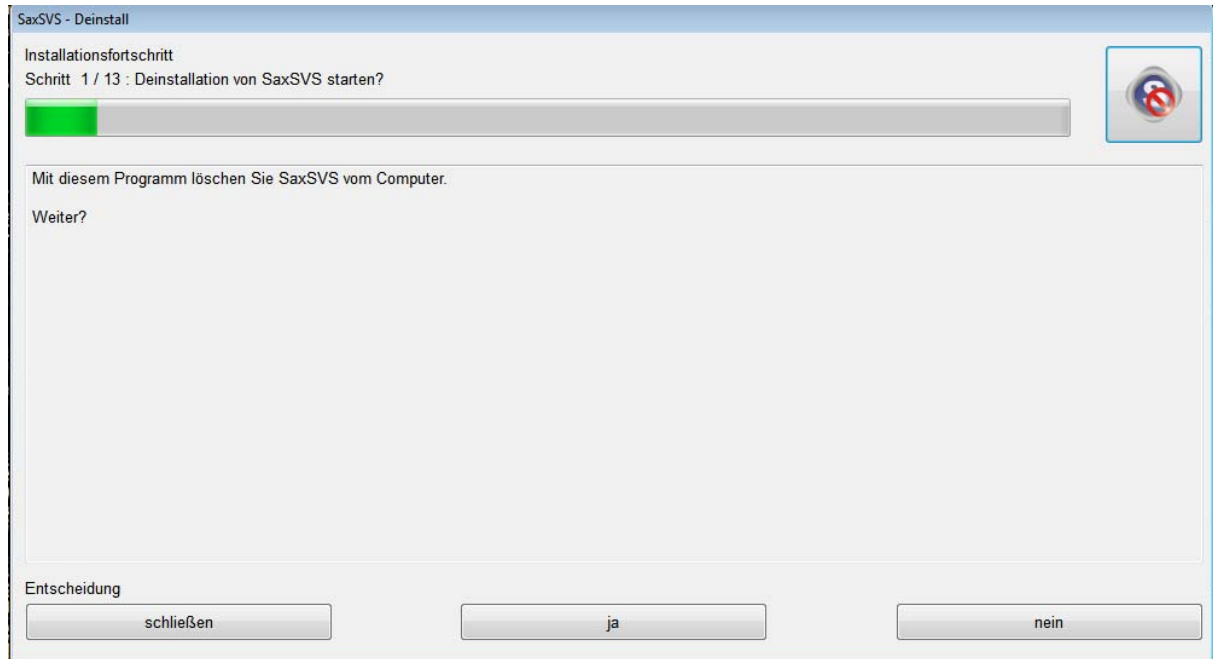 SaxSVS - Deinstall
Installationsfortschritt
Schritt 1 / 13 : Deinstallation von SaxSVS starten?
Mit diesem Programm löschen Sie SaxSVS vom Computer.
Weiter?
Entscheidung
schließen
ja
nein